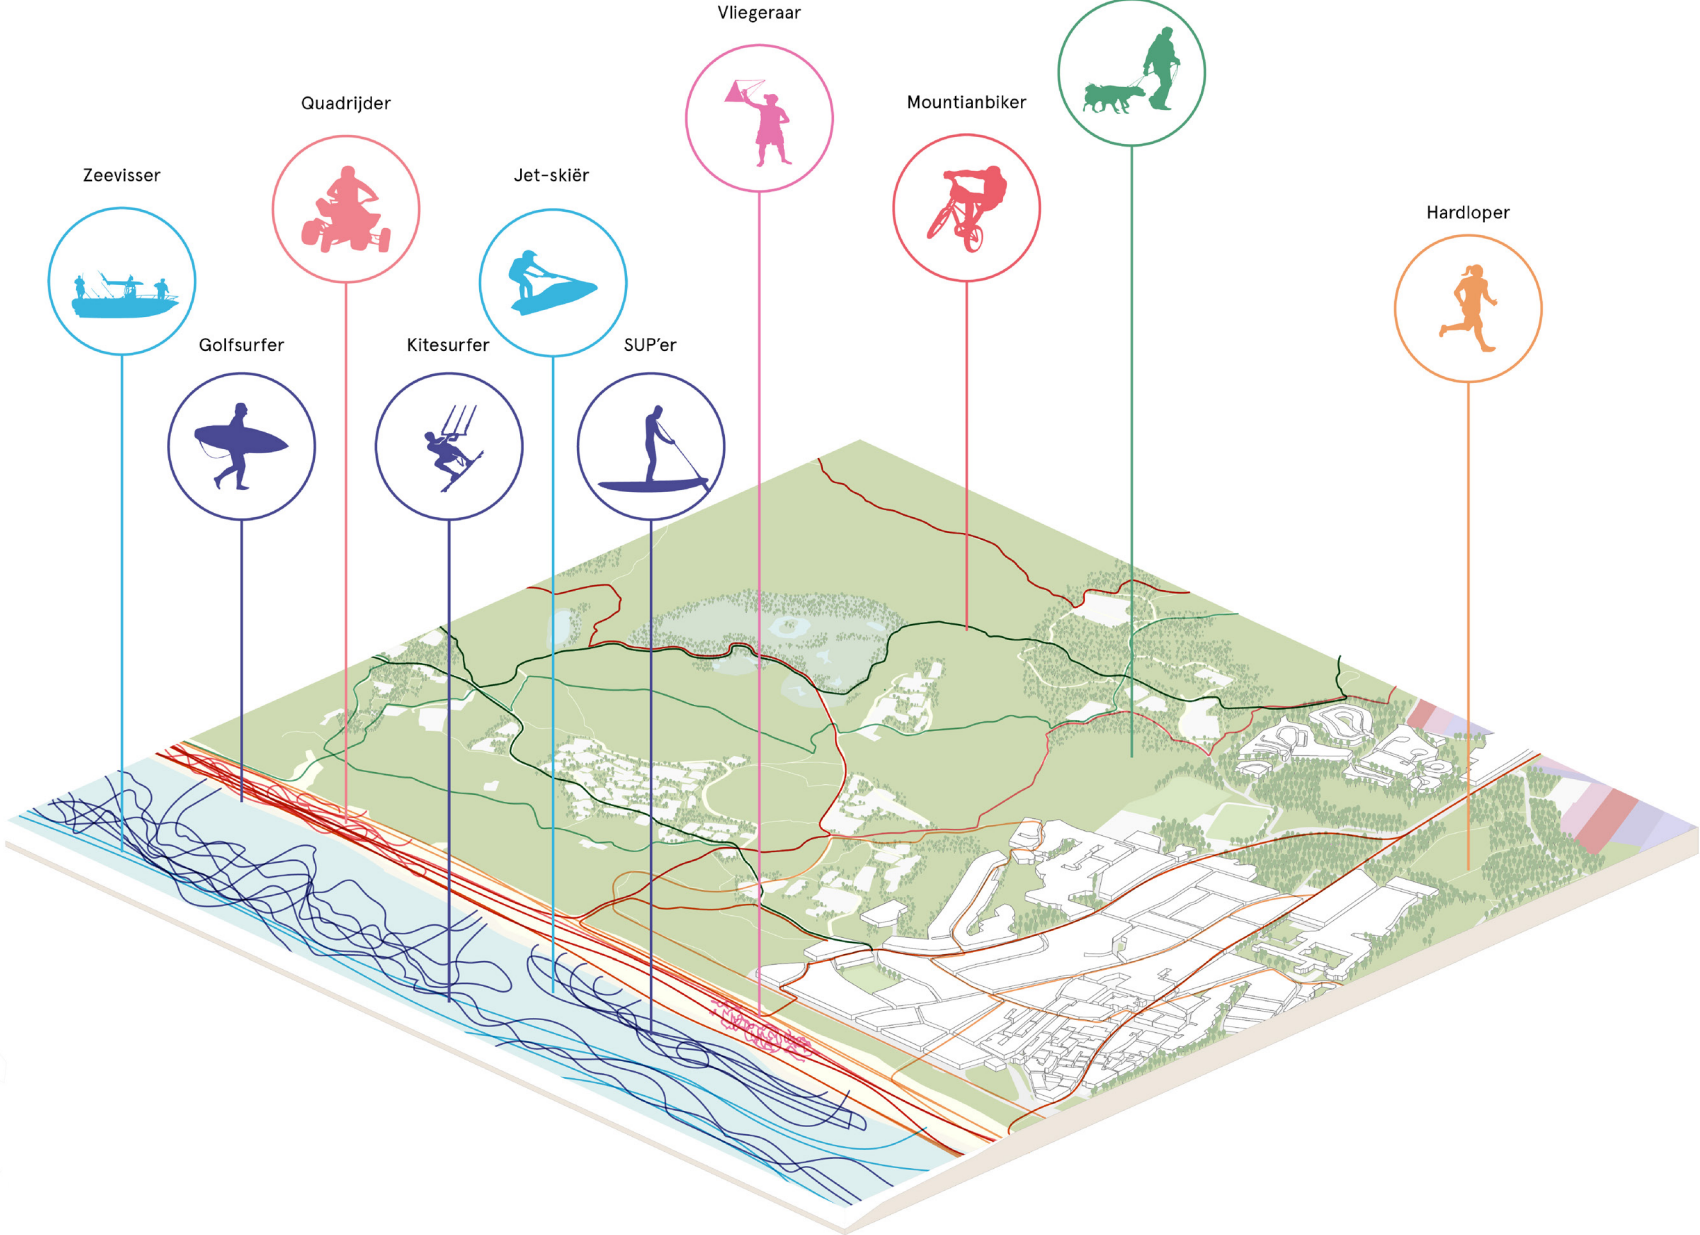 Vliegeraar
Quadrijder
Mountianbiker
Zeevisser
Jet-skiër
Hardloper
Golfsurfer
Kitesurfer
SUP'er